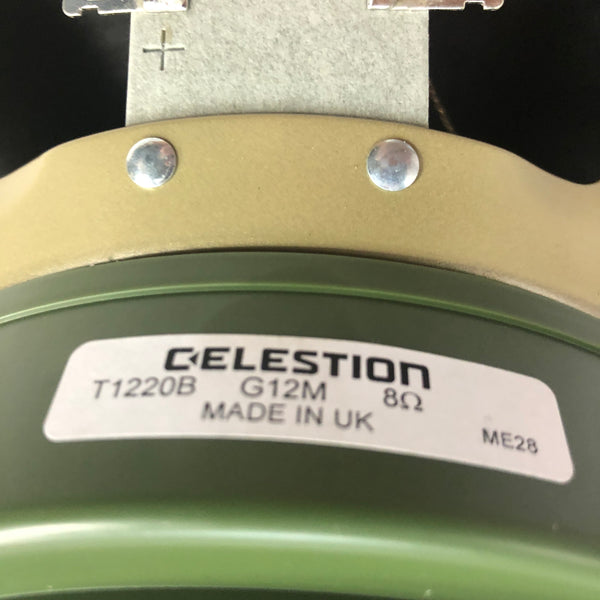 +
CELESTION
T1220B G12M 8Ω
MADE IN UK
ME28